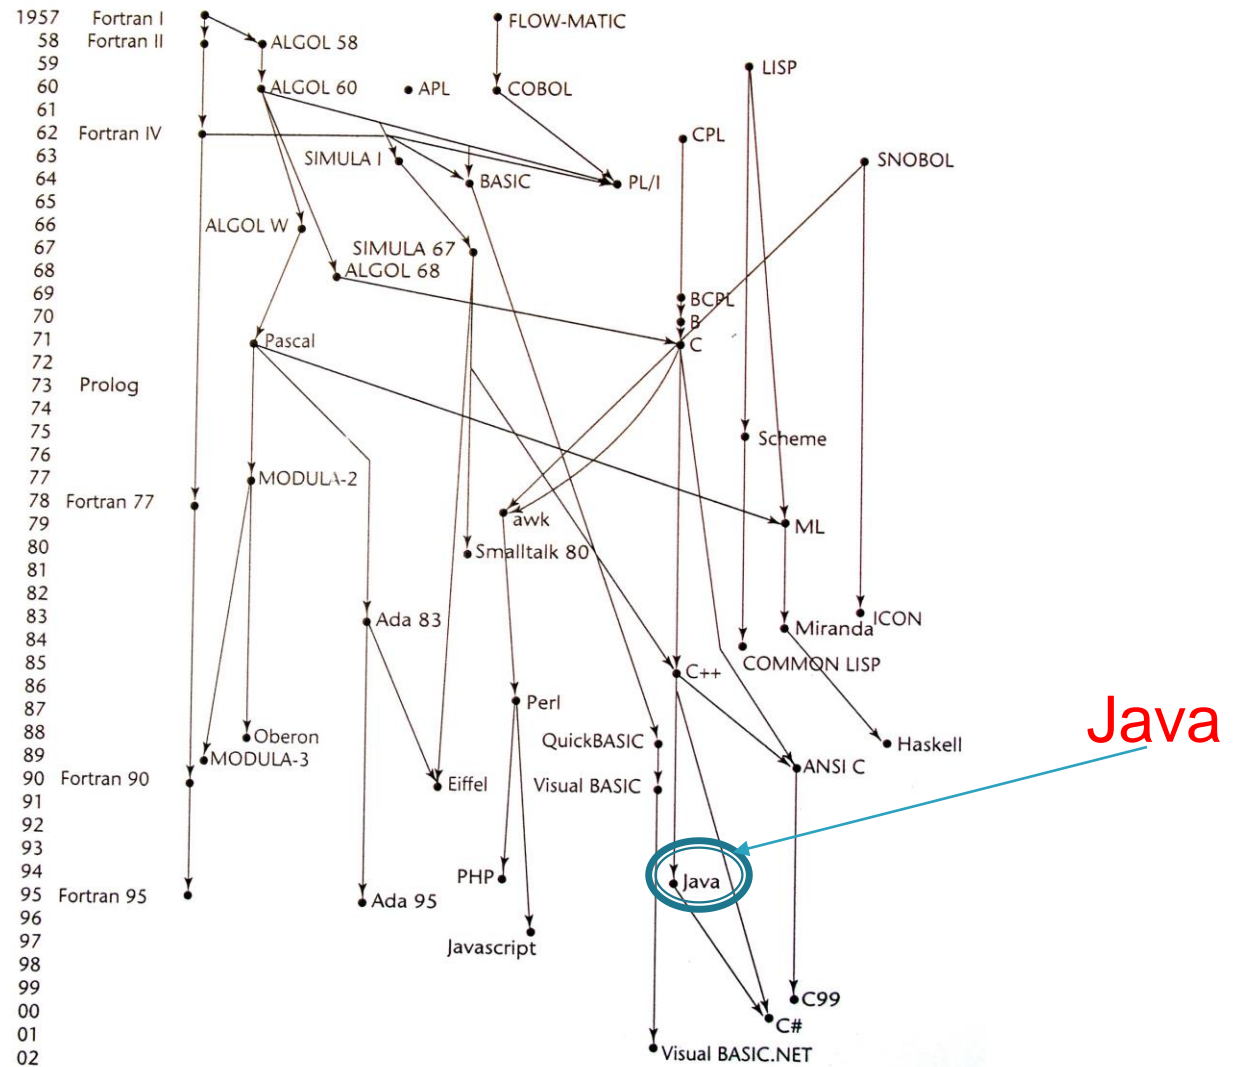 1957 Fortran I FLOW-MATIC
58 Fortran II ALGOL 58
59 LISP
60 ALGOL 60 APL COBOL
61
62 Fortran IV CPL
63 SIMULA I SNOBOL
64 BASIC PL/I
65
66 ALGOL W
67 SIMULA 67
68 ALGOL 68
69 BCPL
70 B
71 Pascal C
72
73 Prolog
74
75 Scheme
76
77 MODULA-2
78 Fortran 77
79 awk ML
80 Smalltalk 80
81
82
83 Ada 83 ICON
84 Miranda
85 COMMON LISP
86 C++
87 Perl
Java
88 Oberon QuickBASIC Haskell
89 MODULA-3 ANSI C
90 Fortran 90 Eiffel Visual BASIC
91
92
93
94 PHP Java
95 Fortran 95 Ada 95
96
97 Javascript
98
99 C99
00 C#
01
02 Visual BASIC.NET